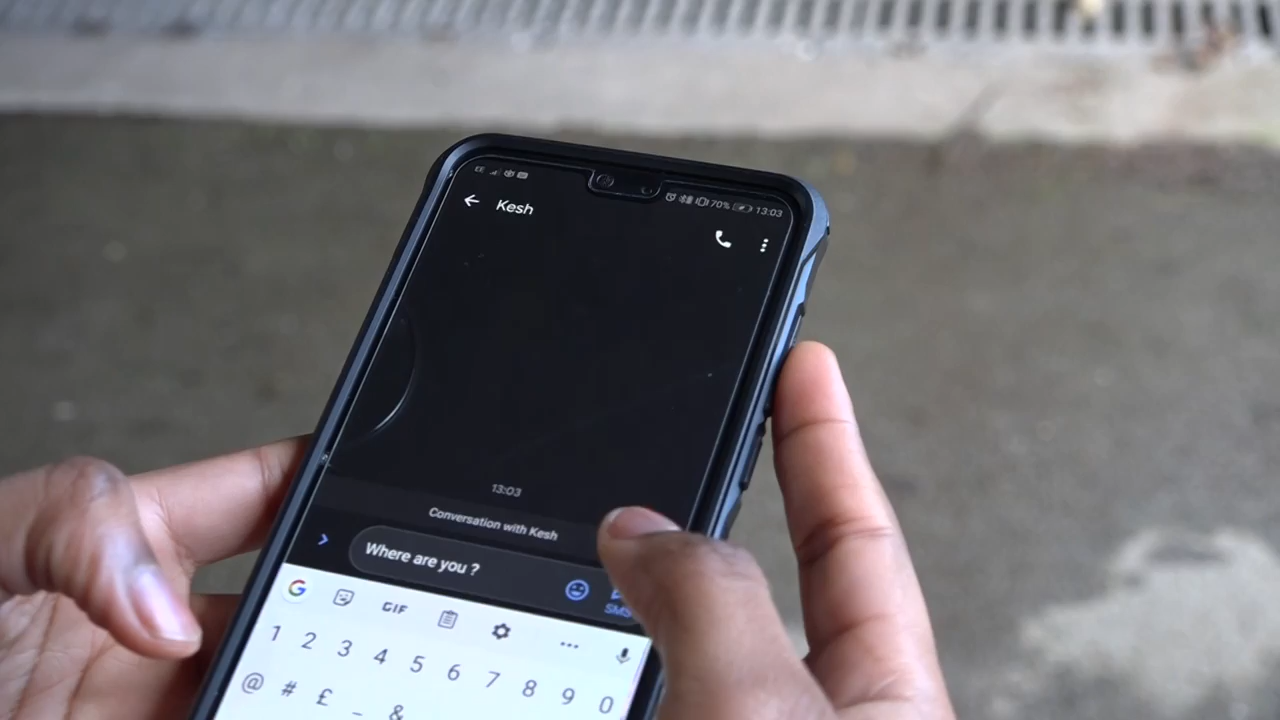 70% 13:03
Kesh
13:03
Conversation with Kesh
Where are you ?
SMS
G GIF
1 2 3 4 5 6 7 8 9 0
@ # £ _ &